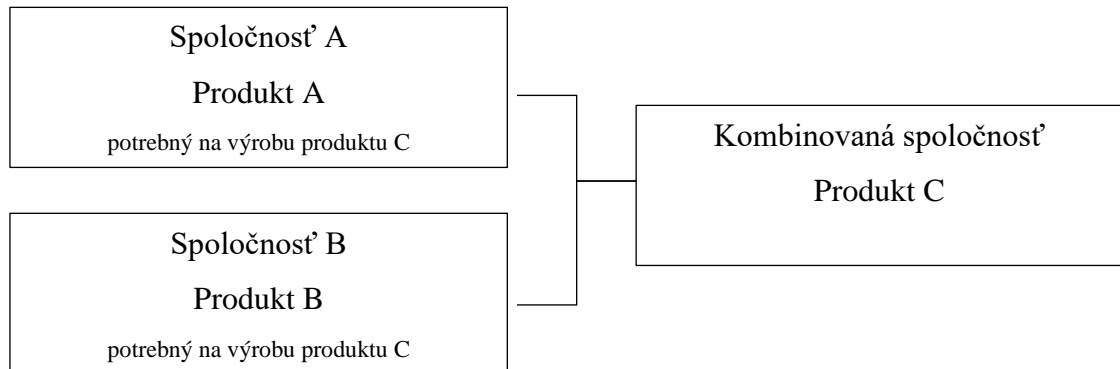 Spoločnosť A
Produkt A
potrebný na výrobu produktu C
Spoločnosť B
Produkt B
potrebný na výrobu produktu C
Kombinovaná spoločnosť
Produkt C